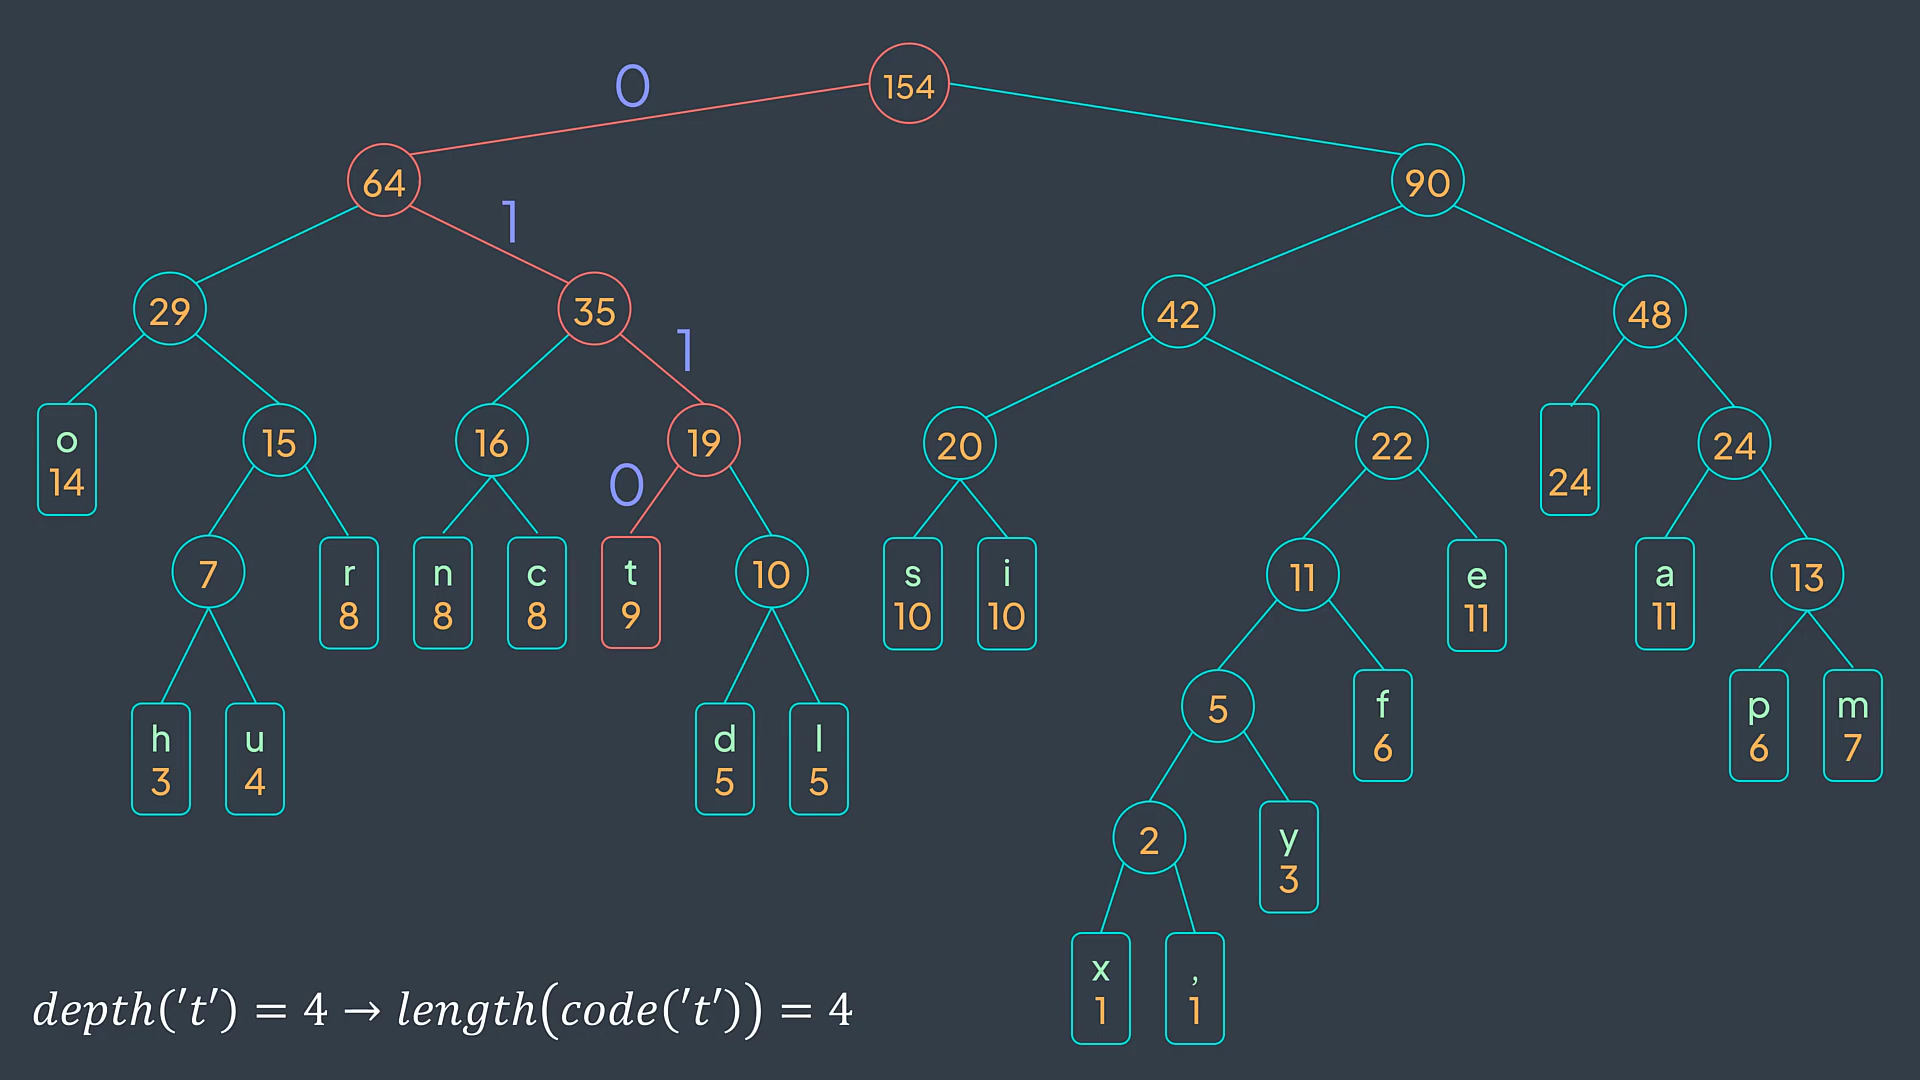 154
0
64
90
1
29
35
42
48
1
o
14
15
16
19
20
22
24
24
0
7
r
8
n
8
c
8
t
9
10
s
10
i
10
11
e
11
a
11
13
h
3
u
4
d
5
l
5
5
f
6
p
6
m
7
2
y
3
x
1
,
1
depth('t') = 4 → length(code('t')) = 4